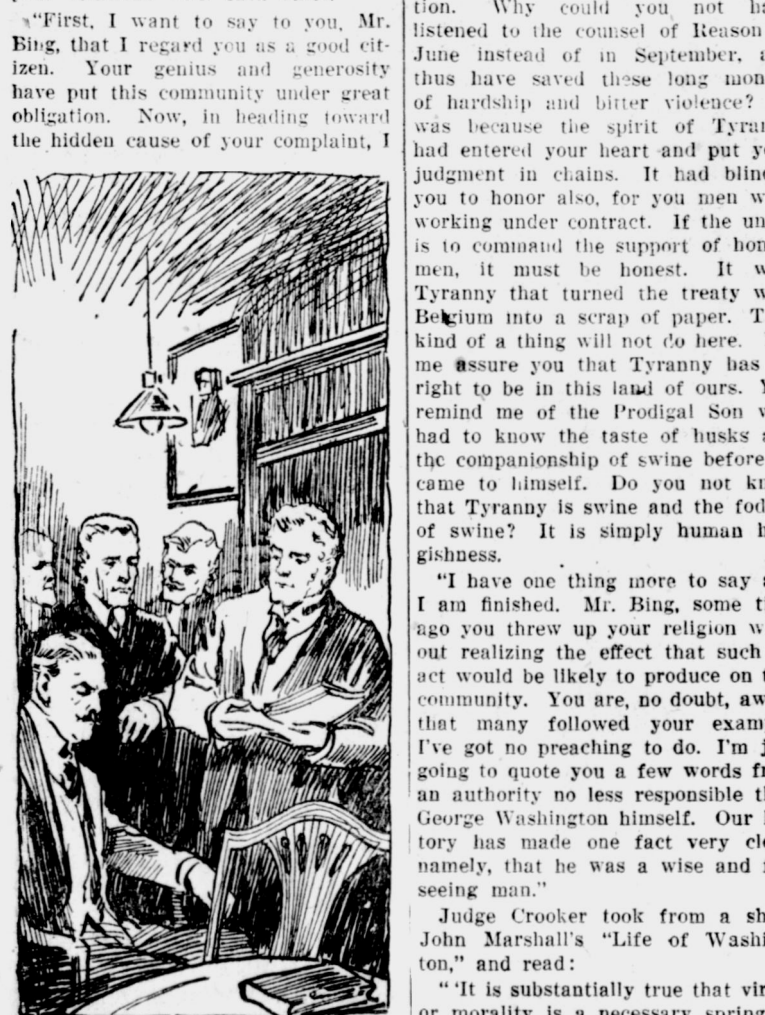 "First, I want to say to you, Mr.
Bing, that I regard you as a good cit-
izen. Your genius and generosity
have put this community under great
obligation. Now, in heading toward
the hidden cause of your complaint, I
tion. Why could you not
listened to the counsel of Reason
June instead of in September,
thus have saved these long
of hardship and bitter violence?
was because the spirit of
had entered your heart and put
judgment in chains. It had
you to honor also, for you men
working under contract. If the
is to command the support of
men, it must be honest. It
Tyranny that turned the treaty
Belgium into a scrap of paper.
kind of a thing will not do here.
me assure you that Tyranny has
right to be in this land of ours.
remind me of the Prodigal Son
had to know the taste of husks
the companionship of swine before
came to himself. Do you not
that Tyranny is swine and the
of swine? It is simply human
gishness.
"I have one thing more to say
I am finished. Mr. Bing, some
ago you threw up your religion
out realizing the effect that such
act would be likely to produce on
community. You are, no doubt,
that many followed your
I've got no preaching to do. I'm
going to quote you a few words
an authority no less responsible
George Washington himself. Our
tory has made one fact very
namely, that he was a wise and
seeing man."
Judge Crooker took from a
John Marshall's "Life of
ton," and read:
"'It is substantially true that
or morality is a necessary